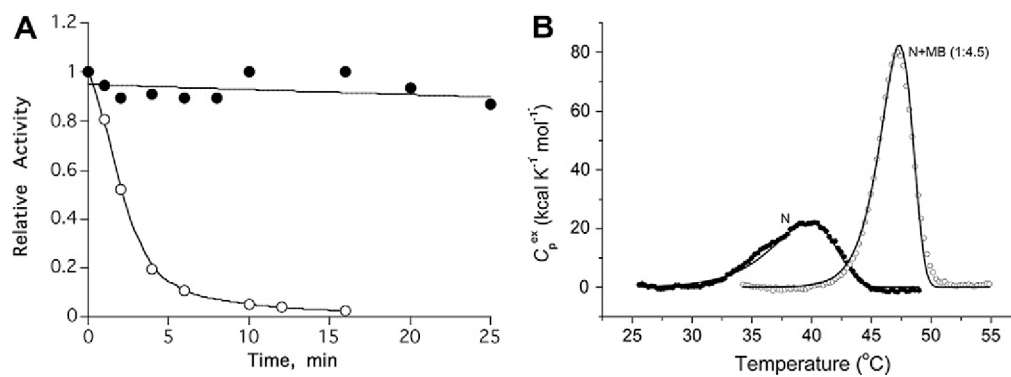 A
1.2
1
0.8
0.6
0.4
0.2
0
Relative Activity
0 5 10 15 20 25
Time, min
B
80
60
40
20
0
Cₚᵉˣ (kcal K⁻¹ mol⁻¹)
N+MB (1:4.5)
N
25 30 35 40 45 50 55
Temperature (°C)